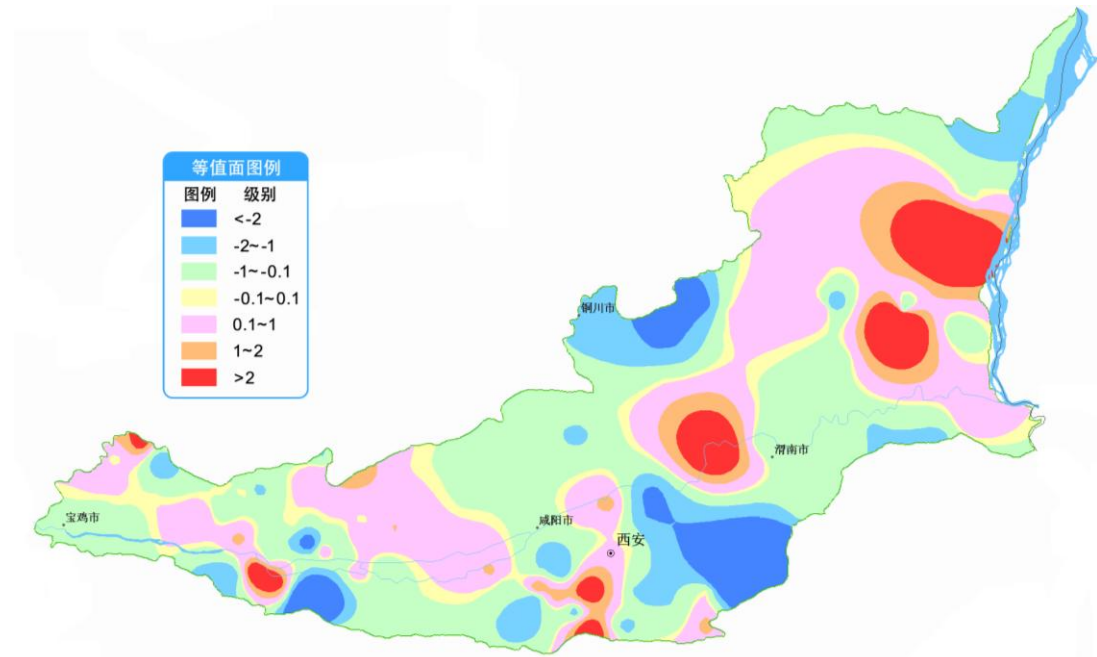 等值面图例
图例 级别
<-2
-2~-1
-1~-0.1
-0.1~0.1
0.1~1
1~2
>2
铜川市
渭南市
宝鸡市
咸阳市
西安